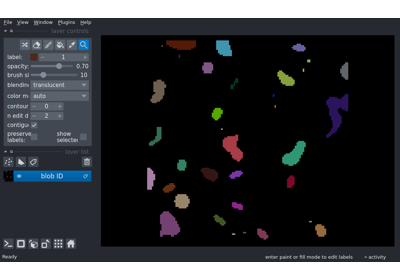 File View Window Plugins Help
layer controls
label: 1
opacity: 0.70
brush si 10
blending translucent
color m auto
contour 0
n edit d 2
contigu
preserve labels: show selected
layer list
blob ID
Ready
enter paint or fill mode to edit labels
activity